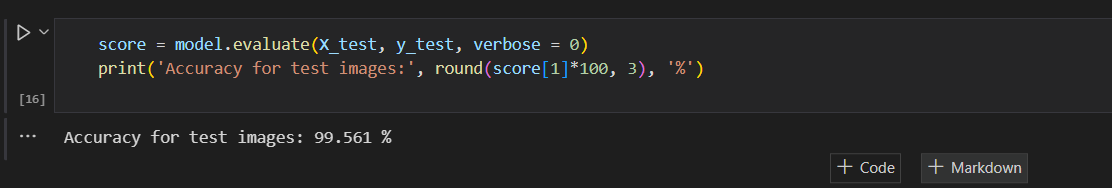 score = model.evaluate(X_test, y_test, verbose = 0)
print('Accuracy for test images:', round(score[1]*100, 3), '%')
[16]
... Accuracy for test images: 99.561 %
+ Code + Markdown